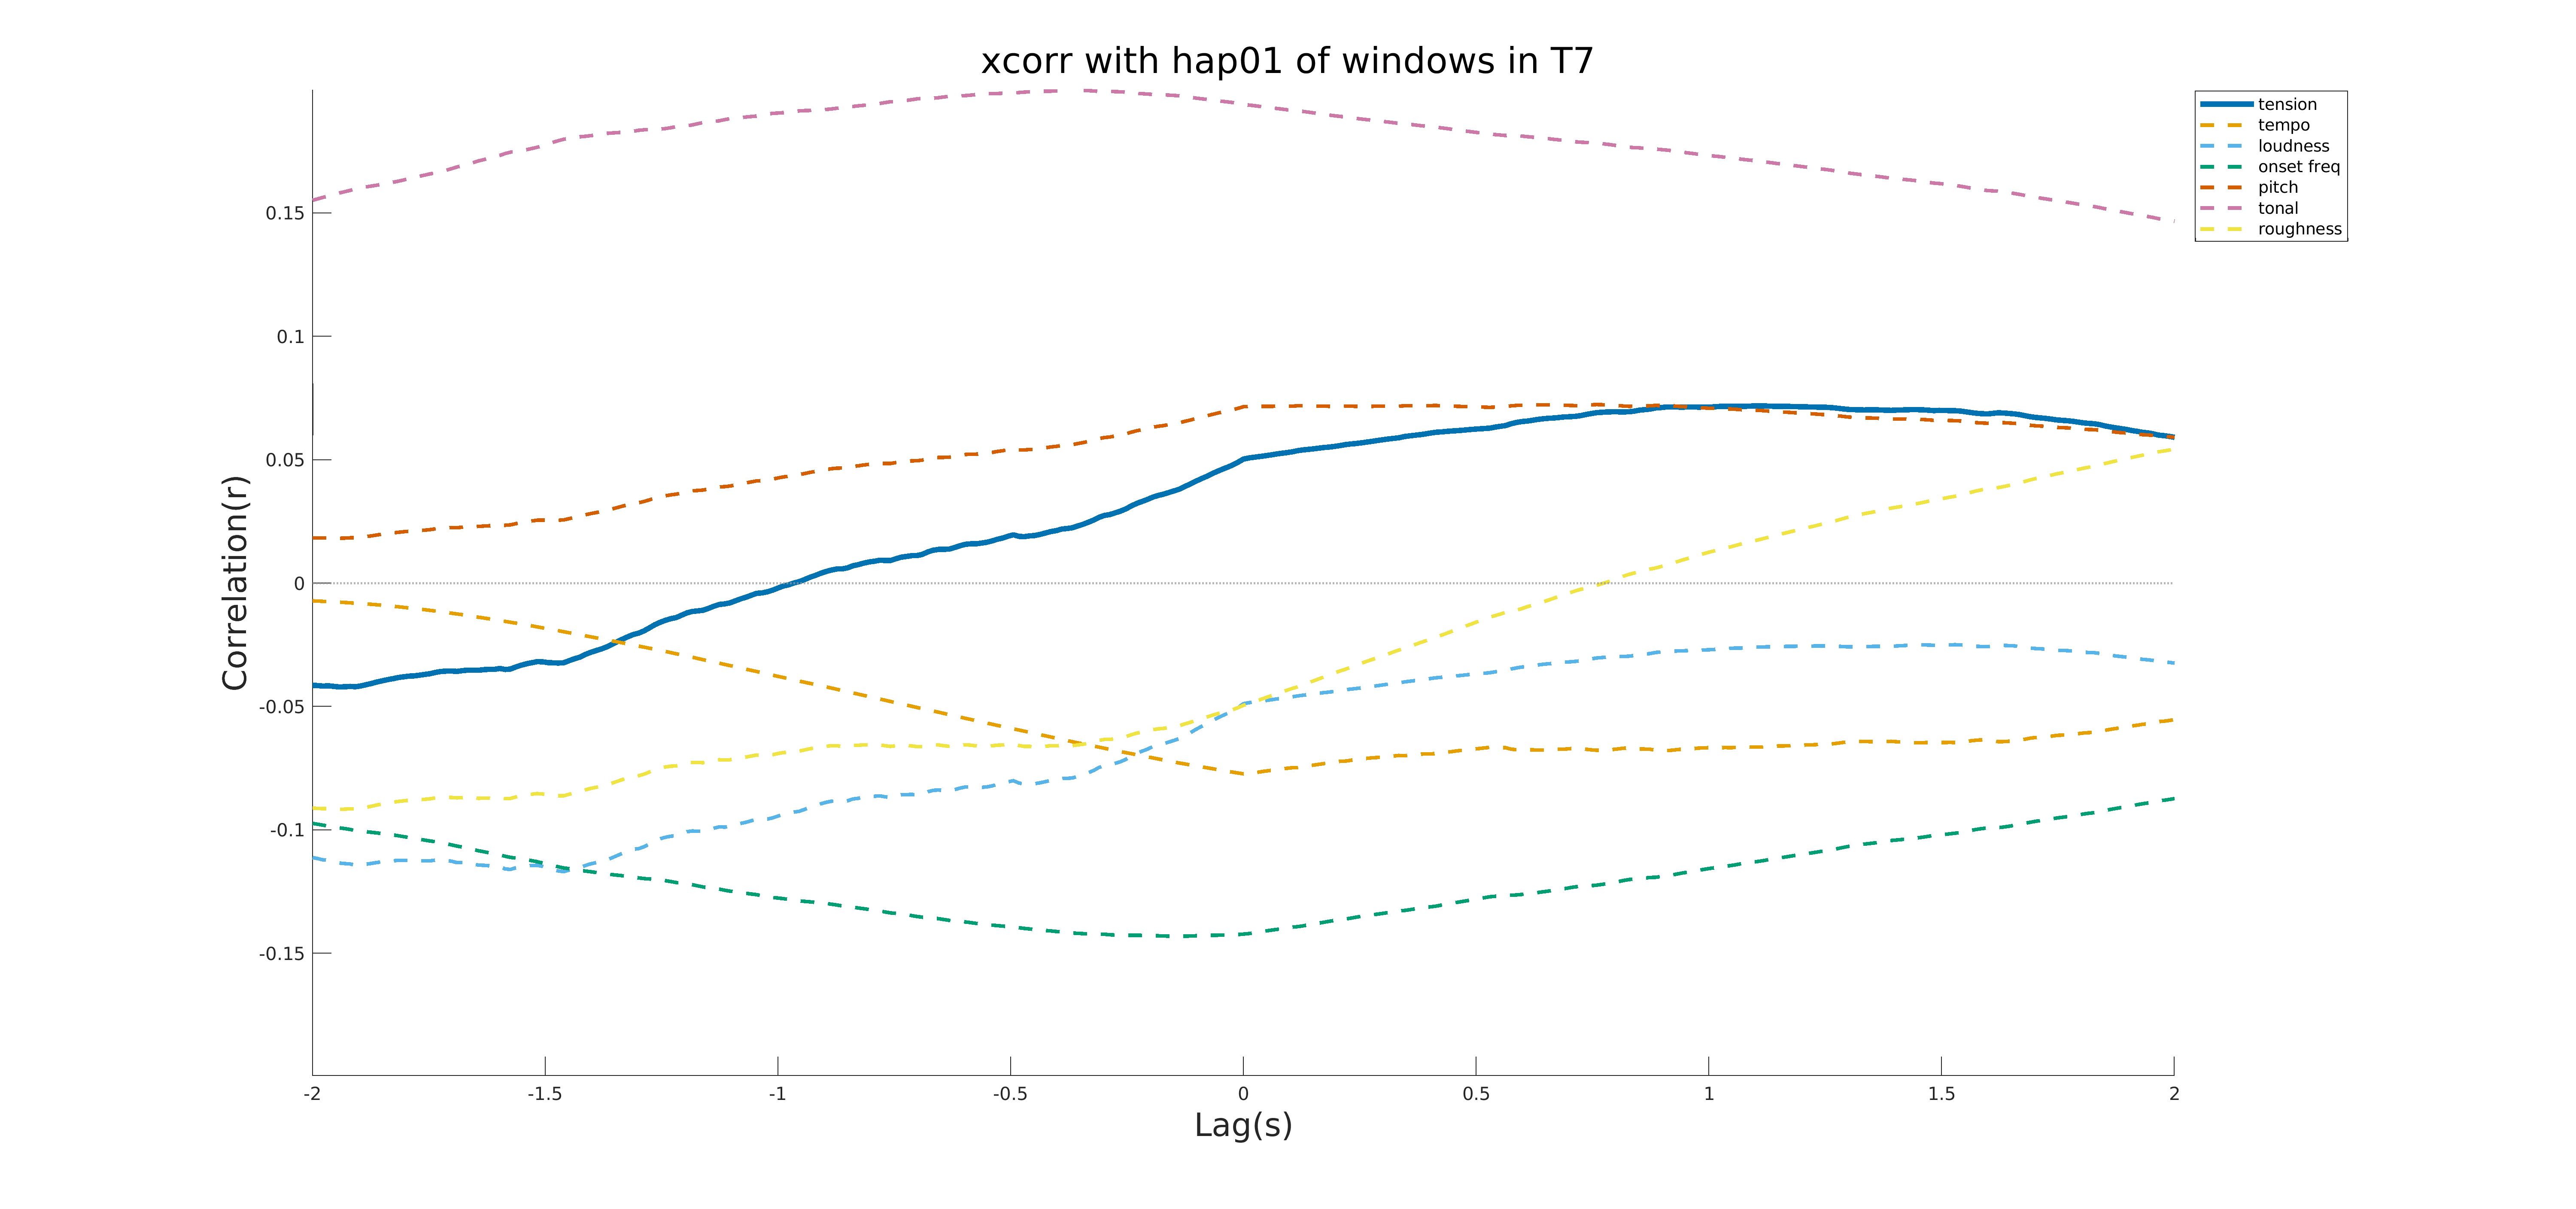 xcorr with hap01 of windows in T7
tension
tempo
loudness
onset freq
pitch
tonal
roughness
Correlation(r)
0.15
0.1
0.05
0
-0.05
-0.1
-0.15
-2
-1.5
-1
-0.5
0
0.5
1
1.5
2
Lag(s)